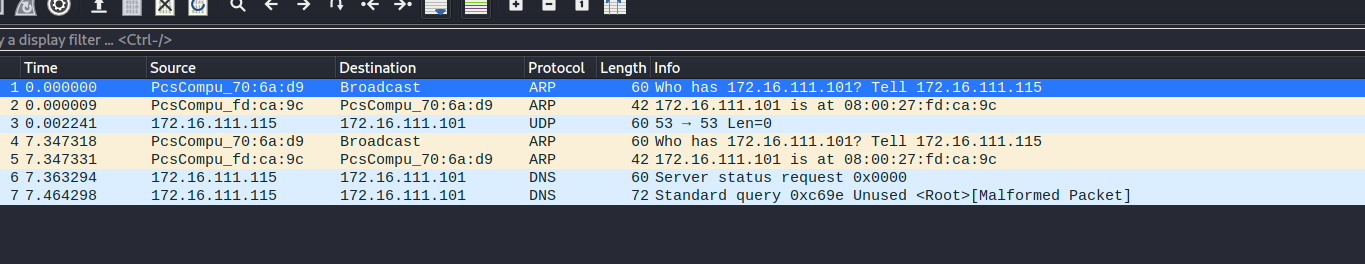 y a display filter ... <Ctrl-/>
Time Source Destination Protocol Length Info
1 0.000000 PcsCompu_70:6a:d9 Broadcast ARP 60 Who has 172.16.111.101? Tell 172.16.111.115
2 0.000009 PcsCompu_fd:ca:9c PcsCompu_70:6a:d9 ARP 42 172.16.111.101 is at 08:00:27:fd:ca:9c
3 0.002241 172.16.111.115 172.16.111.101 UDP 60 53 → 53 Len=0
4 7.347318 PcsCompu_70:6a:d9 Broadcast ARP 60 Who has 172.16.111.101? Tell 172.16.111.115
5 7.347331 PcsCompu_fd:ca:9c PcsCompu_70:6a:d9 ARP 42 172.16.111.101 is at 08:00:27:fd:ca:9c
6 7.363294 172.16.111.115 172.16.111.101 DNS 60 Server status request 0x0000
7 7.464298 172.16.111.115 172.16.111.101 DNS 72 Standard query 0xc69e Unused <Root>[Malformed Packet]